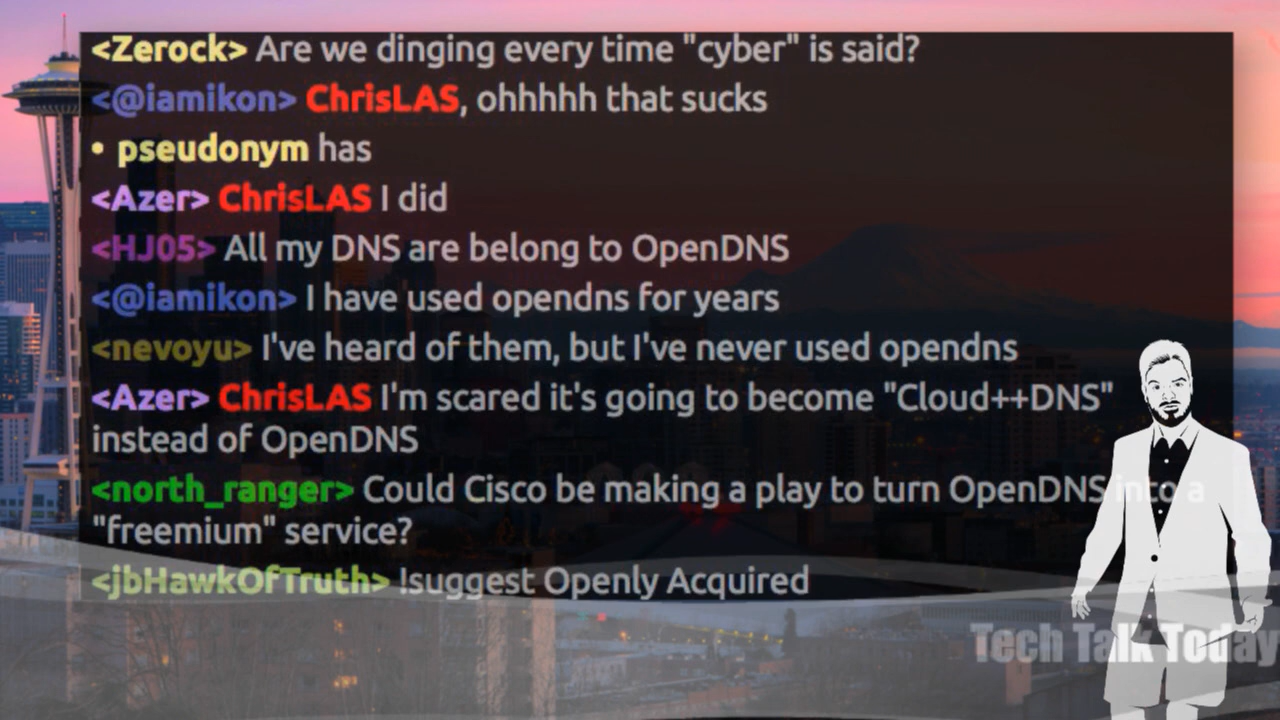 <Zerock> Are we dinging every time "cyber" is said?
<@iamikon> ChrisLAS, ohhhhh that sucks
• pseudonym has
<Azer> ChrisLAS I did
<HJ05> All my DNS are belong to OpenDNS
<@iamikon> I have used opendns for years
<nevoyu> I've heard of them, but I've never used opendns
<Azer> ChrisLAS I'm scared it's going to become "Cloud++DNS"
instead of OpenDNS
<north_ranger> Could Cisco be making a play to turn OpenDNS into a
"freemium" service?
<jbHawkOfTruth> !suggest Openly Acquired
Tech Talk Today